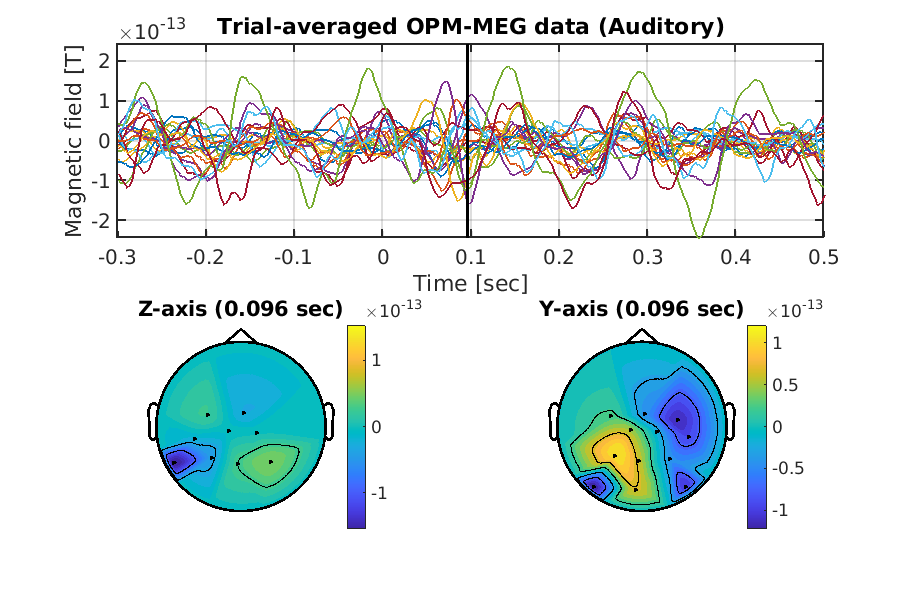 Trial-averaged OPM-MEG data (Auditory)
×10^-13
Magnetic field [T]
2
1
0
-1
-2
-0.3 -0.2 -0.1 0 0.1 0.2 0.3 0.4 0.5
Time [sec]
Z-axis (0.096 sec) ×10^-13
1
0
-1
Y-axis (0.096 sec) ×10^-13
1
0.5
0
-0.5
-1